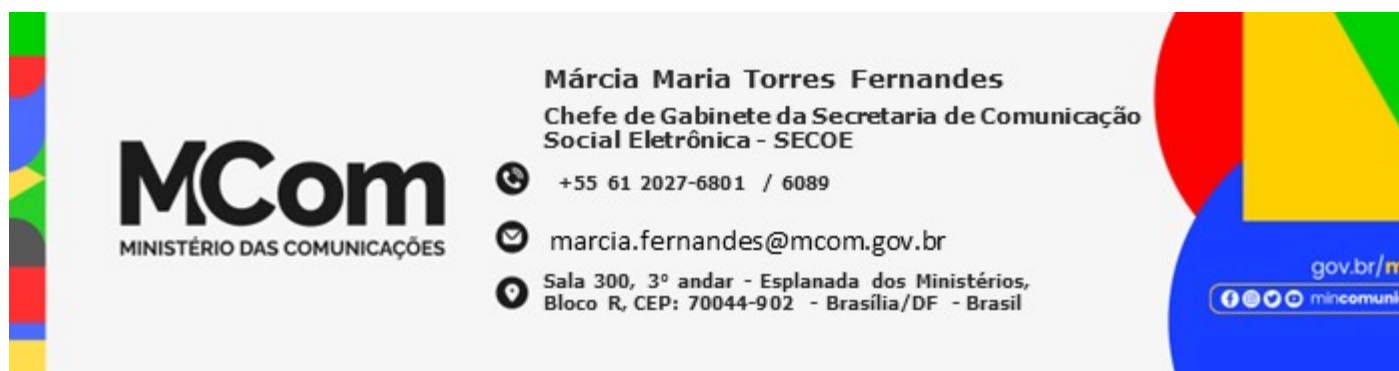 MCom
MINISTÉRIO DAS COMUNICAÇÕES
Márcia Maria Torres Fernandes
Chefe de Gabinete da Secretaria de Comunicação
Social Eletrônica - SECOE
+55 61 2027-6801 / 6089
marcia.fernandes@mcom.gov.br
Sala 300, 3º andar - Esplanada dos Ministérios,
Bloco R, CEP: 70044-902 - Brasília/DF - Brasil
gov.br/m
mincomuni